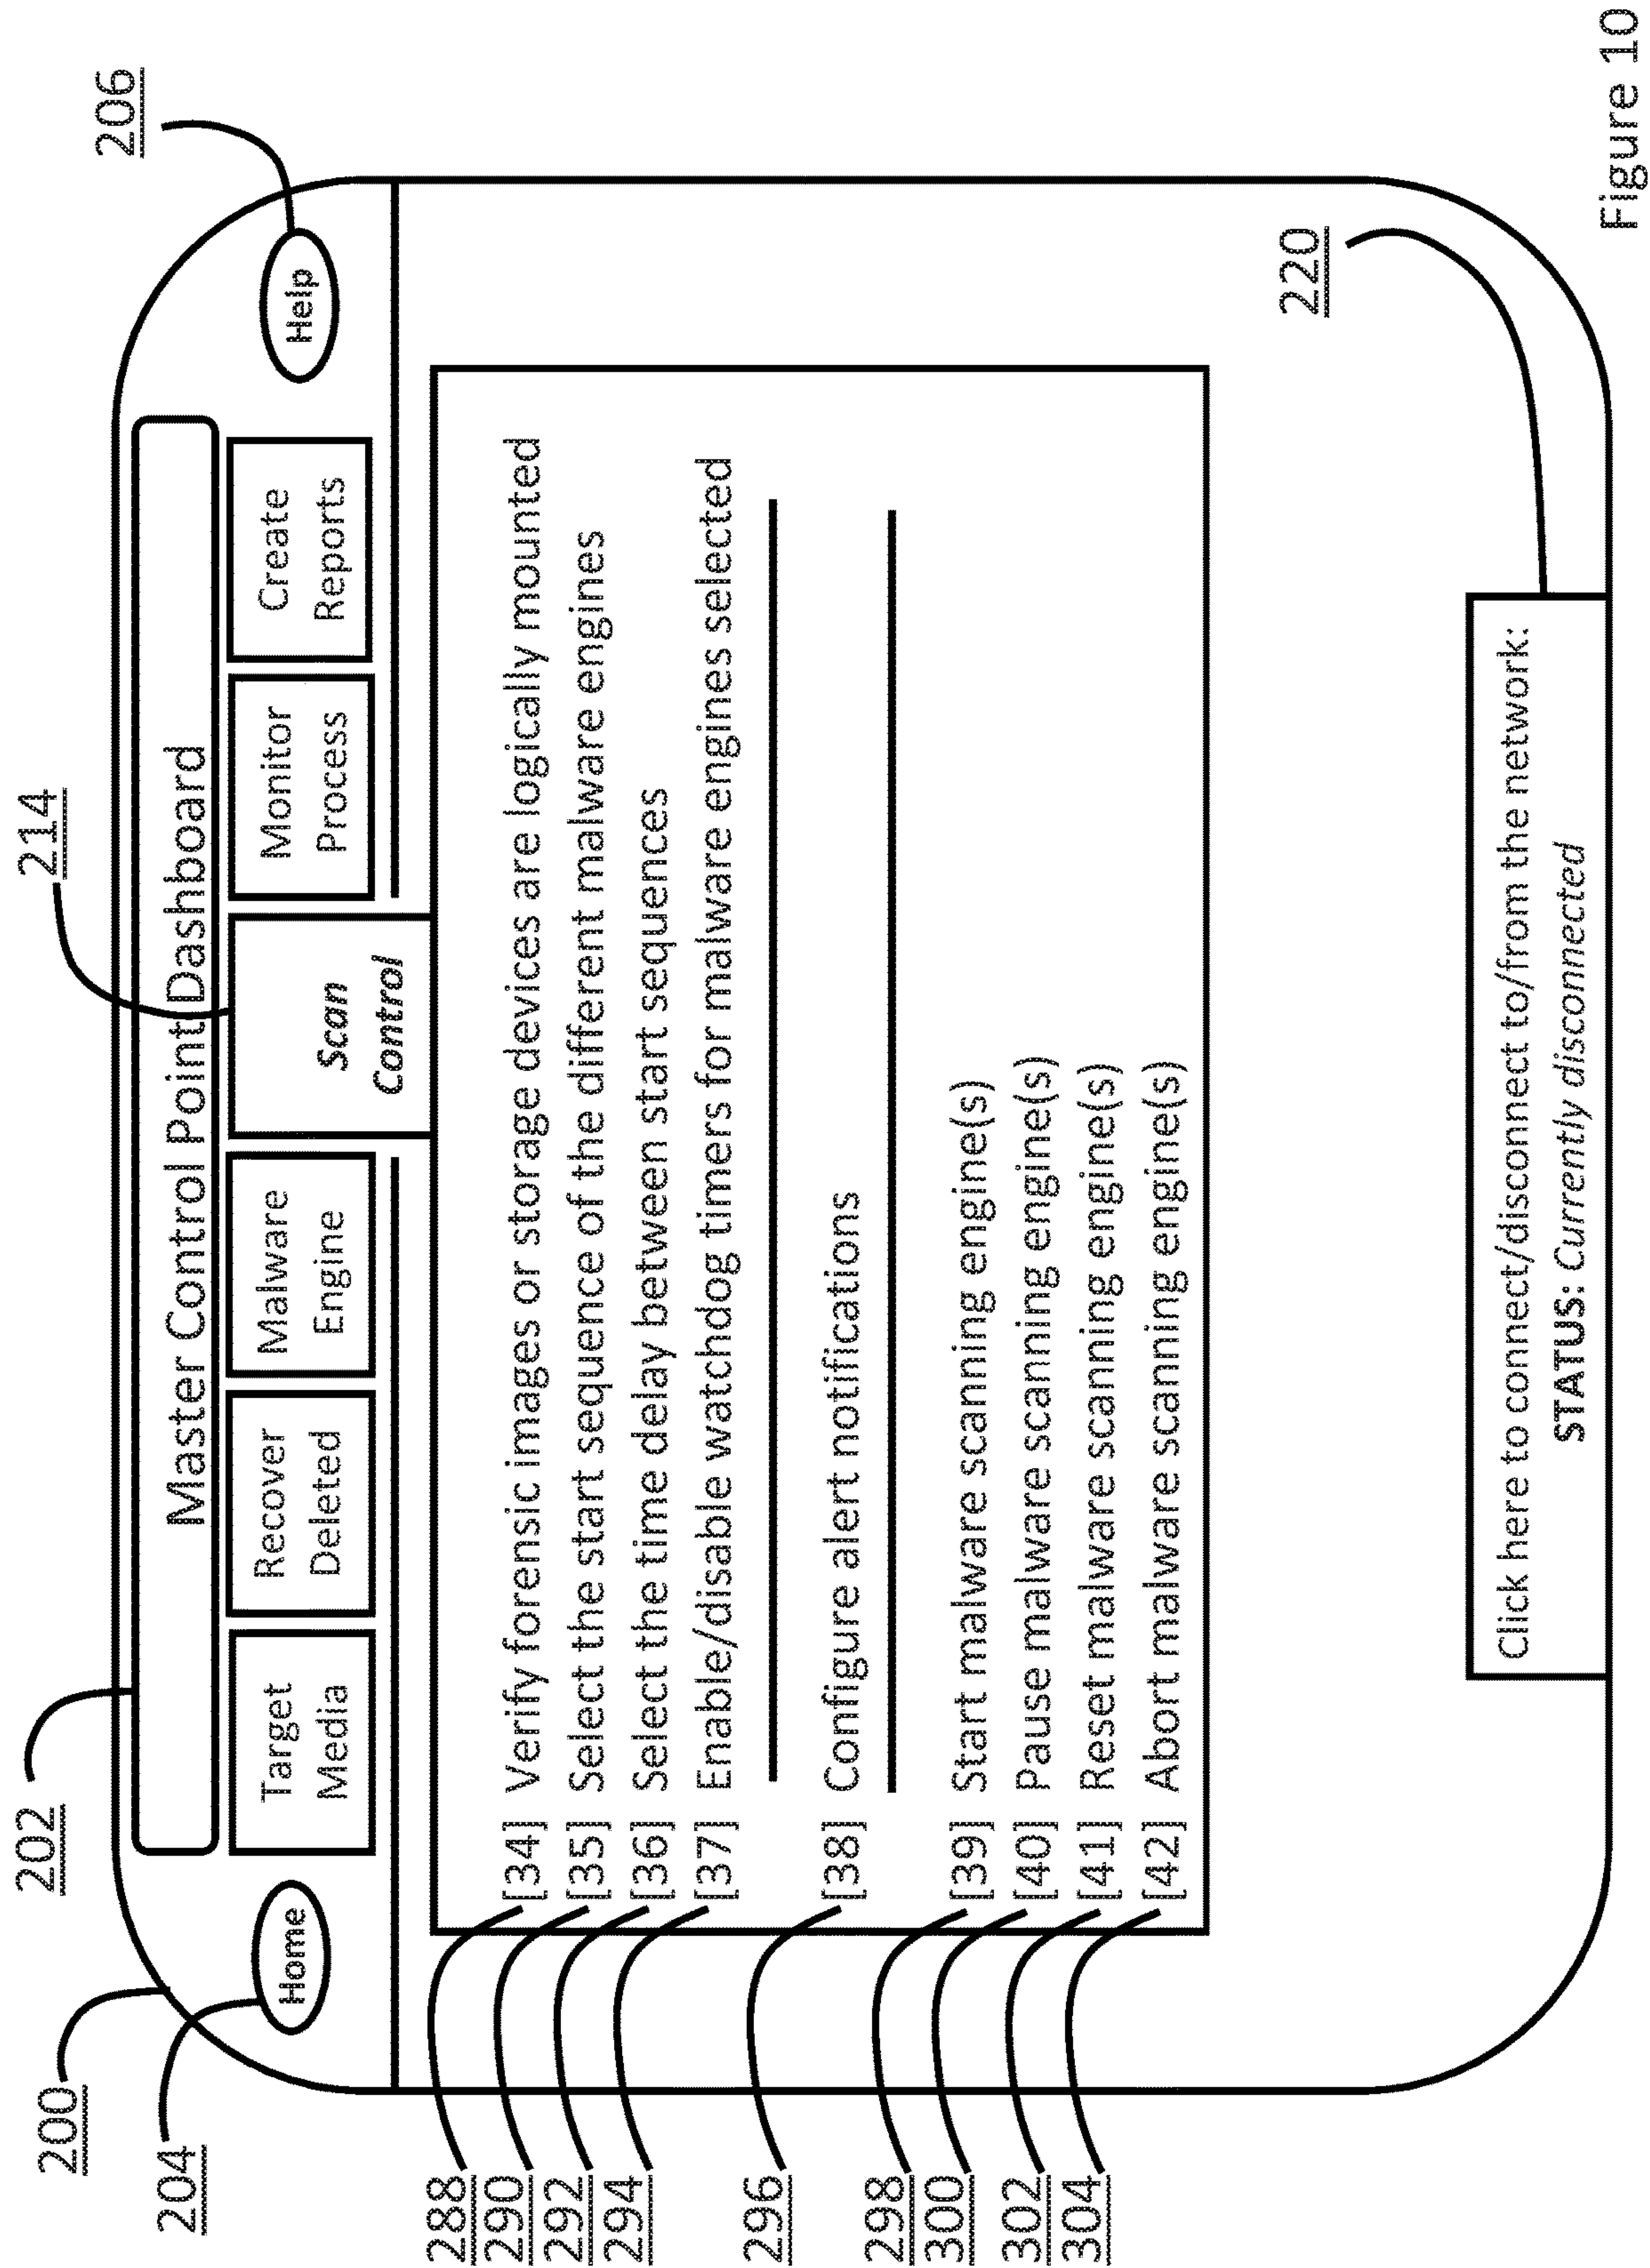 214
202
206
200
204
Master Control Point Dashboard
Home
Target
Media
Recover
Deleted
Malware
Engine
Scan
Control
Monitor
Process
Create
Reports
Help
288
[34] Verify forensic images or storage devices are logically mounted
290
[35] Select the start sequence of the different malware engines
292
[36] Select the time delay between start sequences
294
[37] Enable/disable watchdog timers for malware engines selected
296
[38] Configure alert notifications
298
[39] Start malware scanning engine(s)
300
[40] Pause malware scanning engine(s)
302
[41] Reset malware scanning engine(s)
304
[42] Abort malware scanning engine(s)
220
Click here to connect/disconnect to/from the network:
STATUS: Currently disconnected
Figure 10